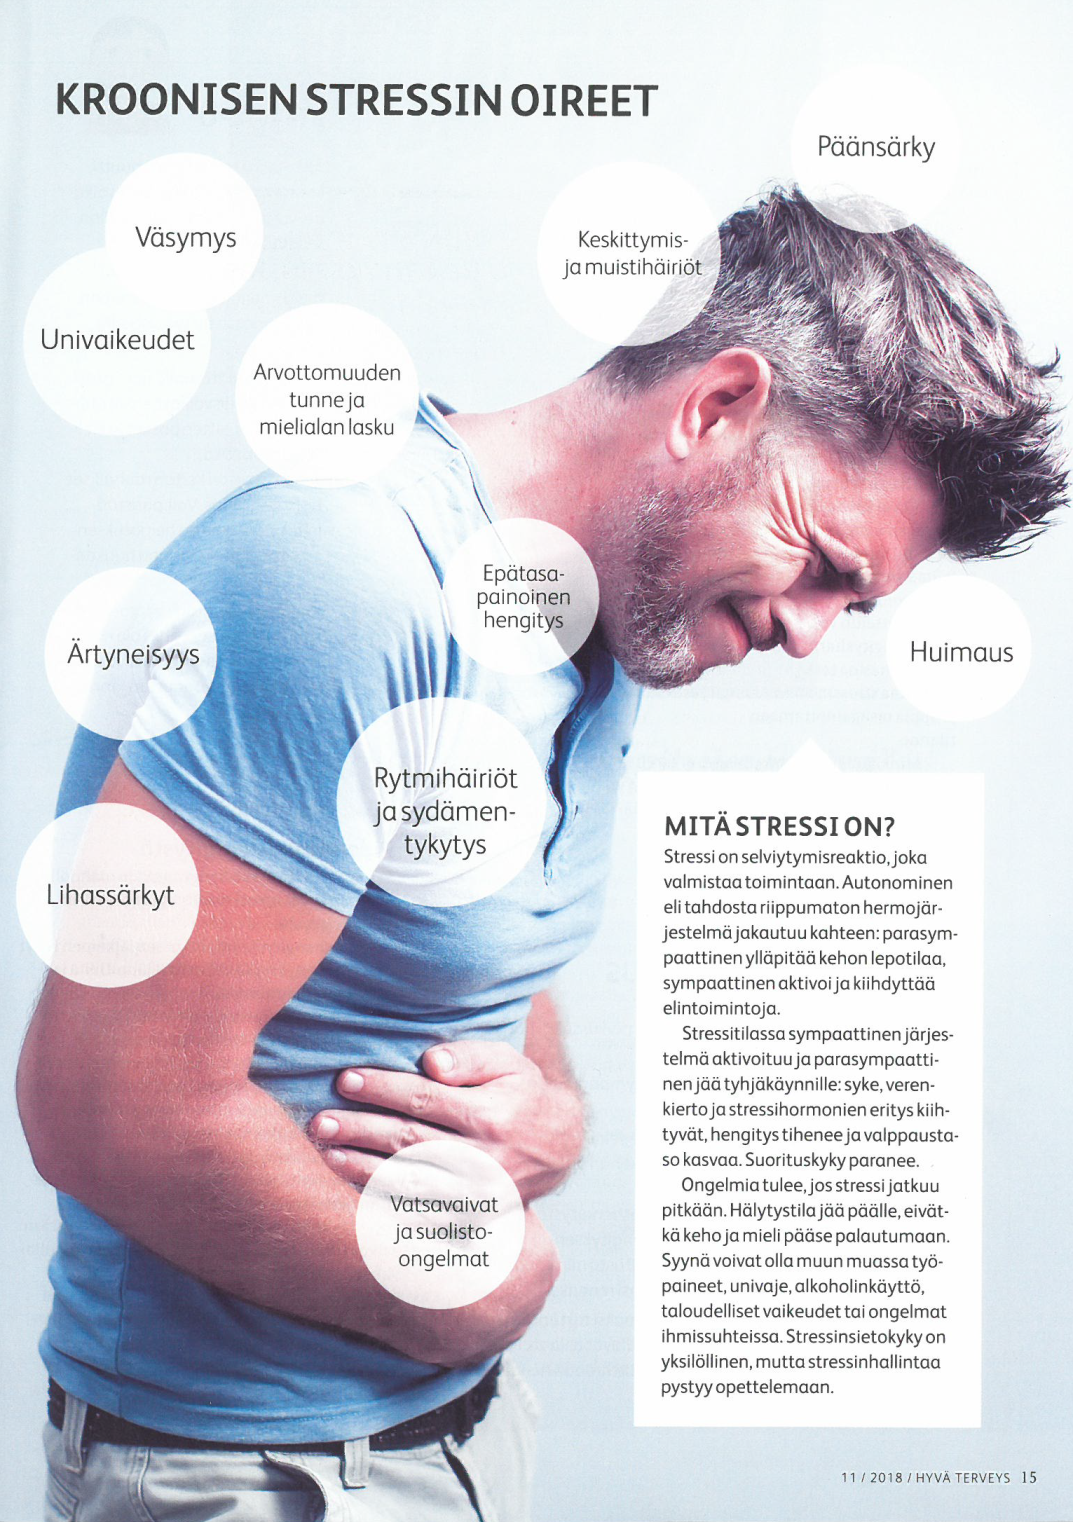 KROONISEN STRESSIN OIREET
Päänsärky
Väsymys
Keskittymis-
ja muistihäiriöt
Univaikeudet
Arvottomuuden
tunne ja
mielialan lasku
Epätasa-
painoinen
hengitys
Ärtyneisyys
Huimaus
Rytmihäiriöt
ja sydämen-
tykytys
Lihassärkyt
Vatsavaivat
ja suolisto-
ongelmat
MITÄ STRESSI ON?
Stressi on selviytymisreaktio, joka
valmistaa toimintaan. Autonominen
eli tahdosta riippumaton hermojär-
jestelmä jakautuu kahteen: parasym-
paattinen ylläpitää kehon lepotilaa,
sympaattinen aktivoi ja kiihdyttää
elintoimintoja.
Stressitilassa sympaattinen järjes-
telmä aktivoituu ja parasympaatti-
nen jää tyhjäkäynnille: syke, veren-
kierto ja stressihormonien eritys kiih-
tyvät, hengitys tihenee ja valppausta-
so kasvaa. Suorituskyky paranee.
Ongelmia tulee, jos stressi jatkuu
pitkään. Hälytystila jää päälle, eivät-
kä keho ja mieli pääse palautumaan.
Syynä voivat olla muun muassa työ-
paineet, univaje, alkoholinkäyttö,
taloudelliset vaikeudet tai ongelmat
ihmissuhteissa. Stressinsietokyky on
yksilöllinen, mutta stressinhallintaa
pystyy opettelemaan.
11 / 2018 / HYVÄ TERVEYS 15